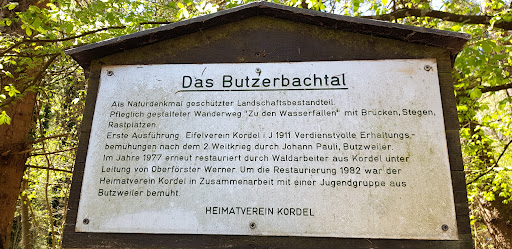 Das Butzerbachtal
Als Naturdenkmal geschützter Landschaftsbestandteil.
Pfleglich gestalteter Wanderweg "Zu den Wasserfällen" mit Brücken, Stegen,
Rastplätzen.
Erste Ausführung Eifelverein Kordel i J 1911. Verdienstvolle Erhaltungs-
bemühungen nach dem 2. Weltkrieg durch Johann Pauli, Butzweiler.
Im Jahre 1977 erneut restauriert durch Waldarbeiter aus Kordel unter
Leitung von Oberförster Werner. Um die Restaurierung 1982 war der
Heimatverein Kordel in Zusammenarbeit mit einer Jugendgruppe aus
Butzweiler bemüht.
HEIMATVEREIN KORDEL